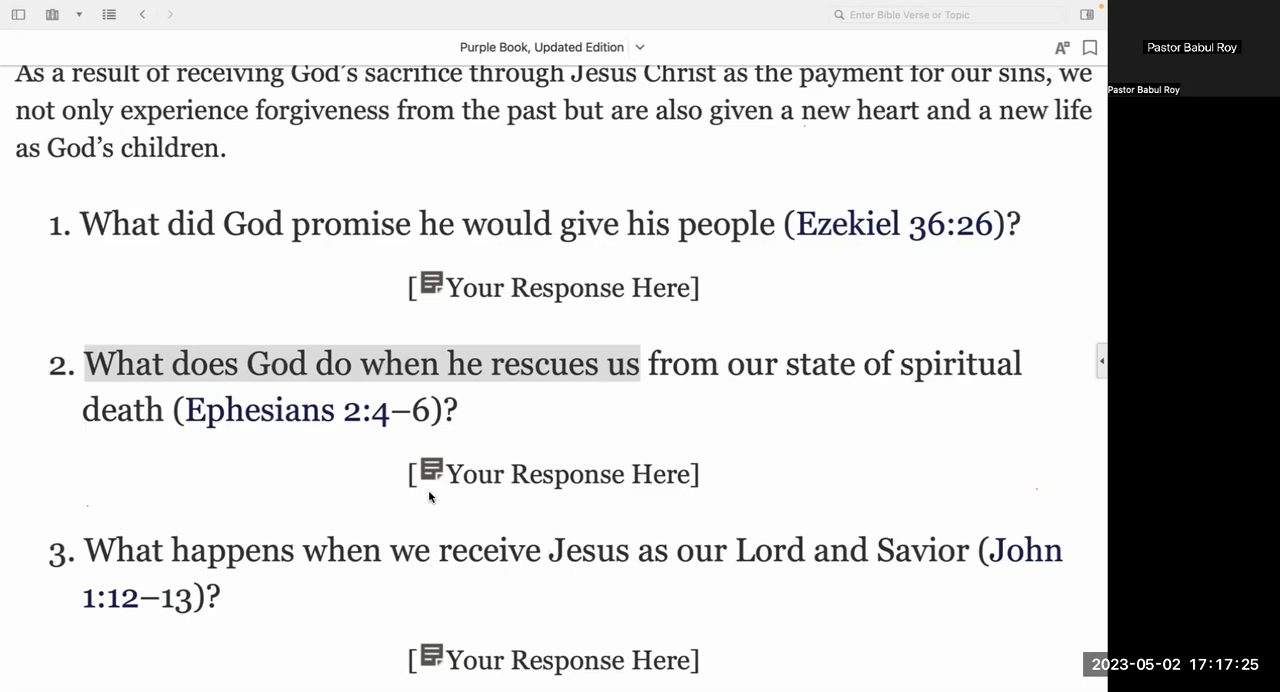 Enter Bible Verse or Topic
Purple Book, Updated Edition
Pastor Babul Roy
Pastor Babul Roy
As a result of receiving God's sacrifice through Jesus Christ as the payment for our sins, we
not only experience forgiveness from the past but are also given a new heart and a new life
as God's children.
1. What did God promise he would give his people (Ezekiel 36:26)?
[Your Response Here]
2. What does God do when he rescues us from our state of spiritual
death (Ephesians 2:4–6)?
[Your Response Here]
3. What happens when we receive Jesus as our Lord and Savior (John
1:12–13)?
[Your Response Here]
2023-05-02 17:17:25